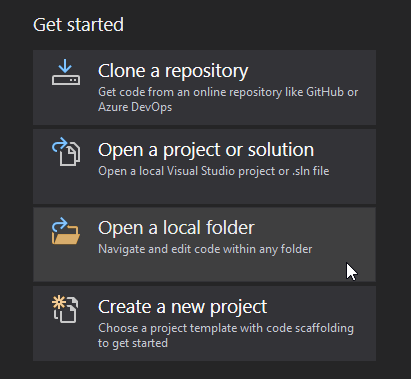 Get started
Clone a repository
Get code from an online repository like GitHub or
Azure DevOps
Open a project or solution
Open a local Visual Studio project or .sln file
Open a local folder
Navigate and edit code within any folder
Create a new project
Choose a project template with code scaffolding
to get started